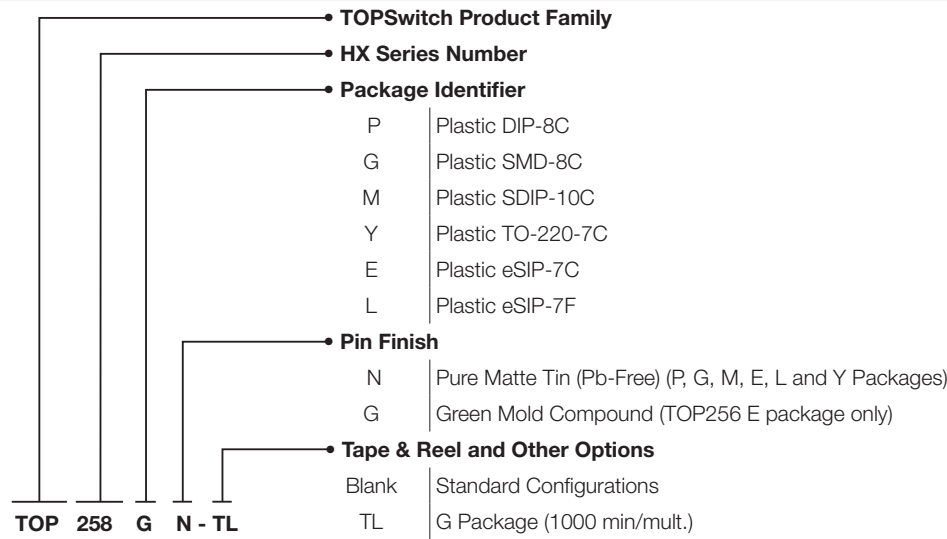 TOPSwitch Product Family
HX Series Number
Package Identifier
P Plastic DIP-8C
G Plastic SMD-8C
M Plastic SDIP-10C
Y Plastic TO-220-7C
E Plastic eSIP-7C
L Plastic eSIP-7F
Pin Finish
N Pure Matte Tin (Pb-Free) (P, G, M, E, L and Y Packages)
G Green Mold Compound (TOP256 E package only)
Tape & Reel and Other Options
Blank Standard Configurations
TL G Package (1000 min/mult.)
TOP 258 G N - TL